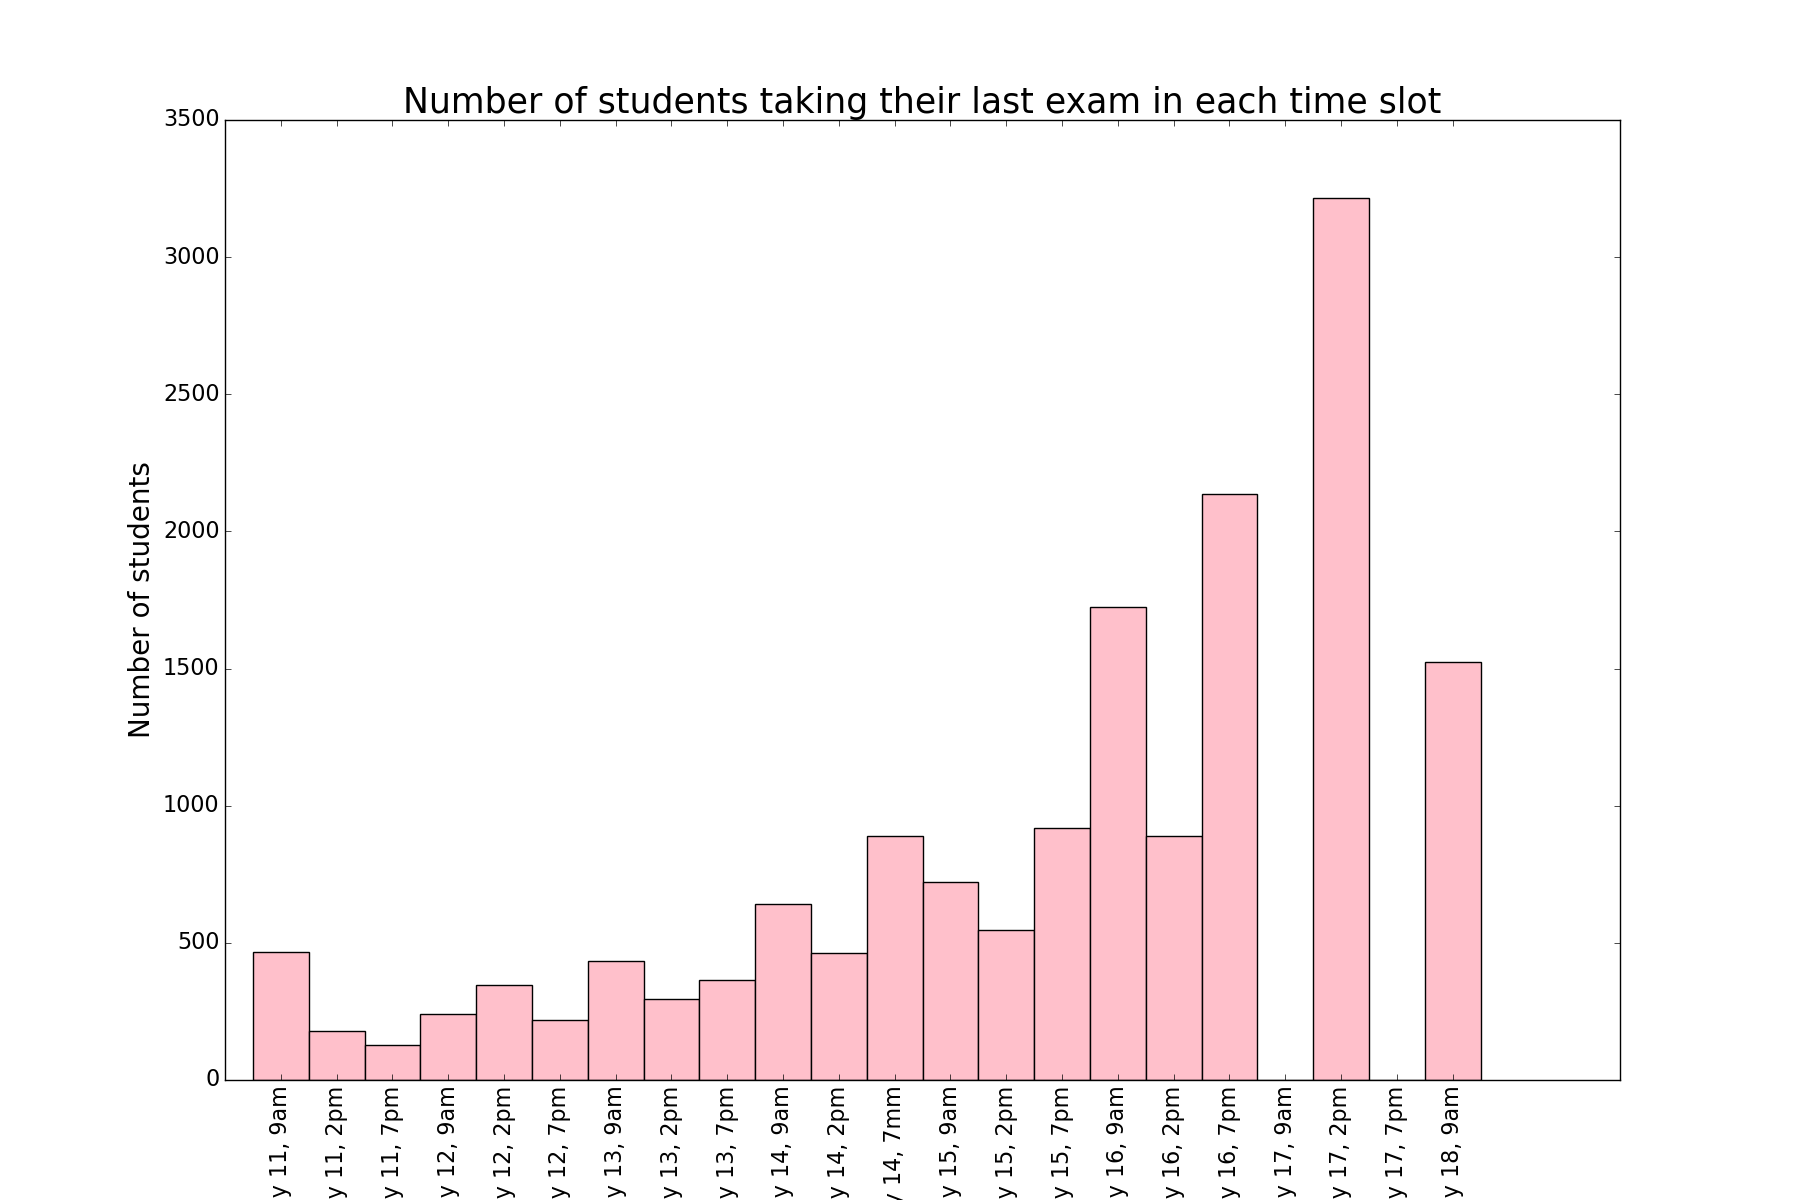 Number of students taking their last exam in each time slot
3500
3000
2500
2000
1500
1000
500
0
Number of students
y 11, 9am
y 11, 2pm
y 11, 7pm
y 12, 9am
y 12, 2pm
y 12, 7pm
y 13, 9am
y 13, 2pm
y 13, 7pm
y 14, 9am
y 14, 2pm
y 14, 7mm
y 15, 9am
y 15, 2pm
y 15, 7pm
y 16, 9am
y 16, 2pm
y 16, 7pm
y 17, 9am
y 17, 2pm
y 17, 7pm
y 18, 9am